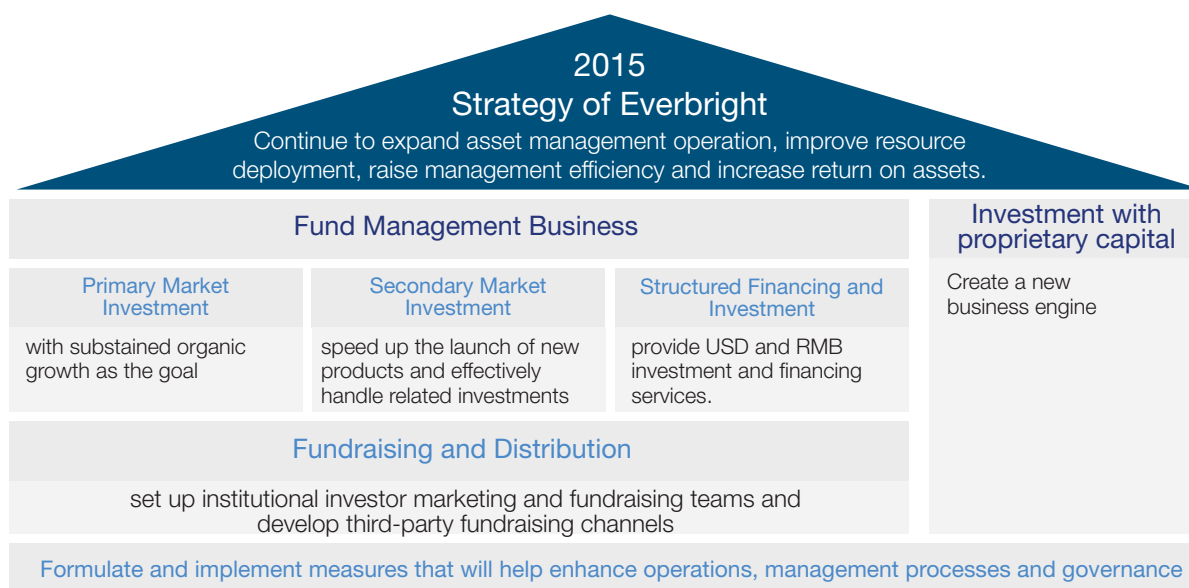 2015
Strategy of Everbright
Continue to expand asset management operation, improve resource
deployment, raise management efficiency and increase return on assets.
Fund Management Business
Primary Market
Investment
with substained organic
growth as the goal
Secondary Market
Investment
speed up the launch of new
products and effectively
handle related investments
Structured Financing and
Investment
provide USD and RMB
investment and financing
services.
Fundraising and Distribution
set up institutional investor marketing and fundraising teams and
develop third-party fundraising channels
Investment with
proprietary capital
Create a new
business engine
Formulate and implement measures that will help enhance operations, management processes and governance